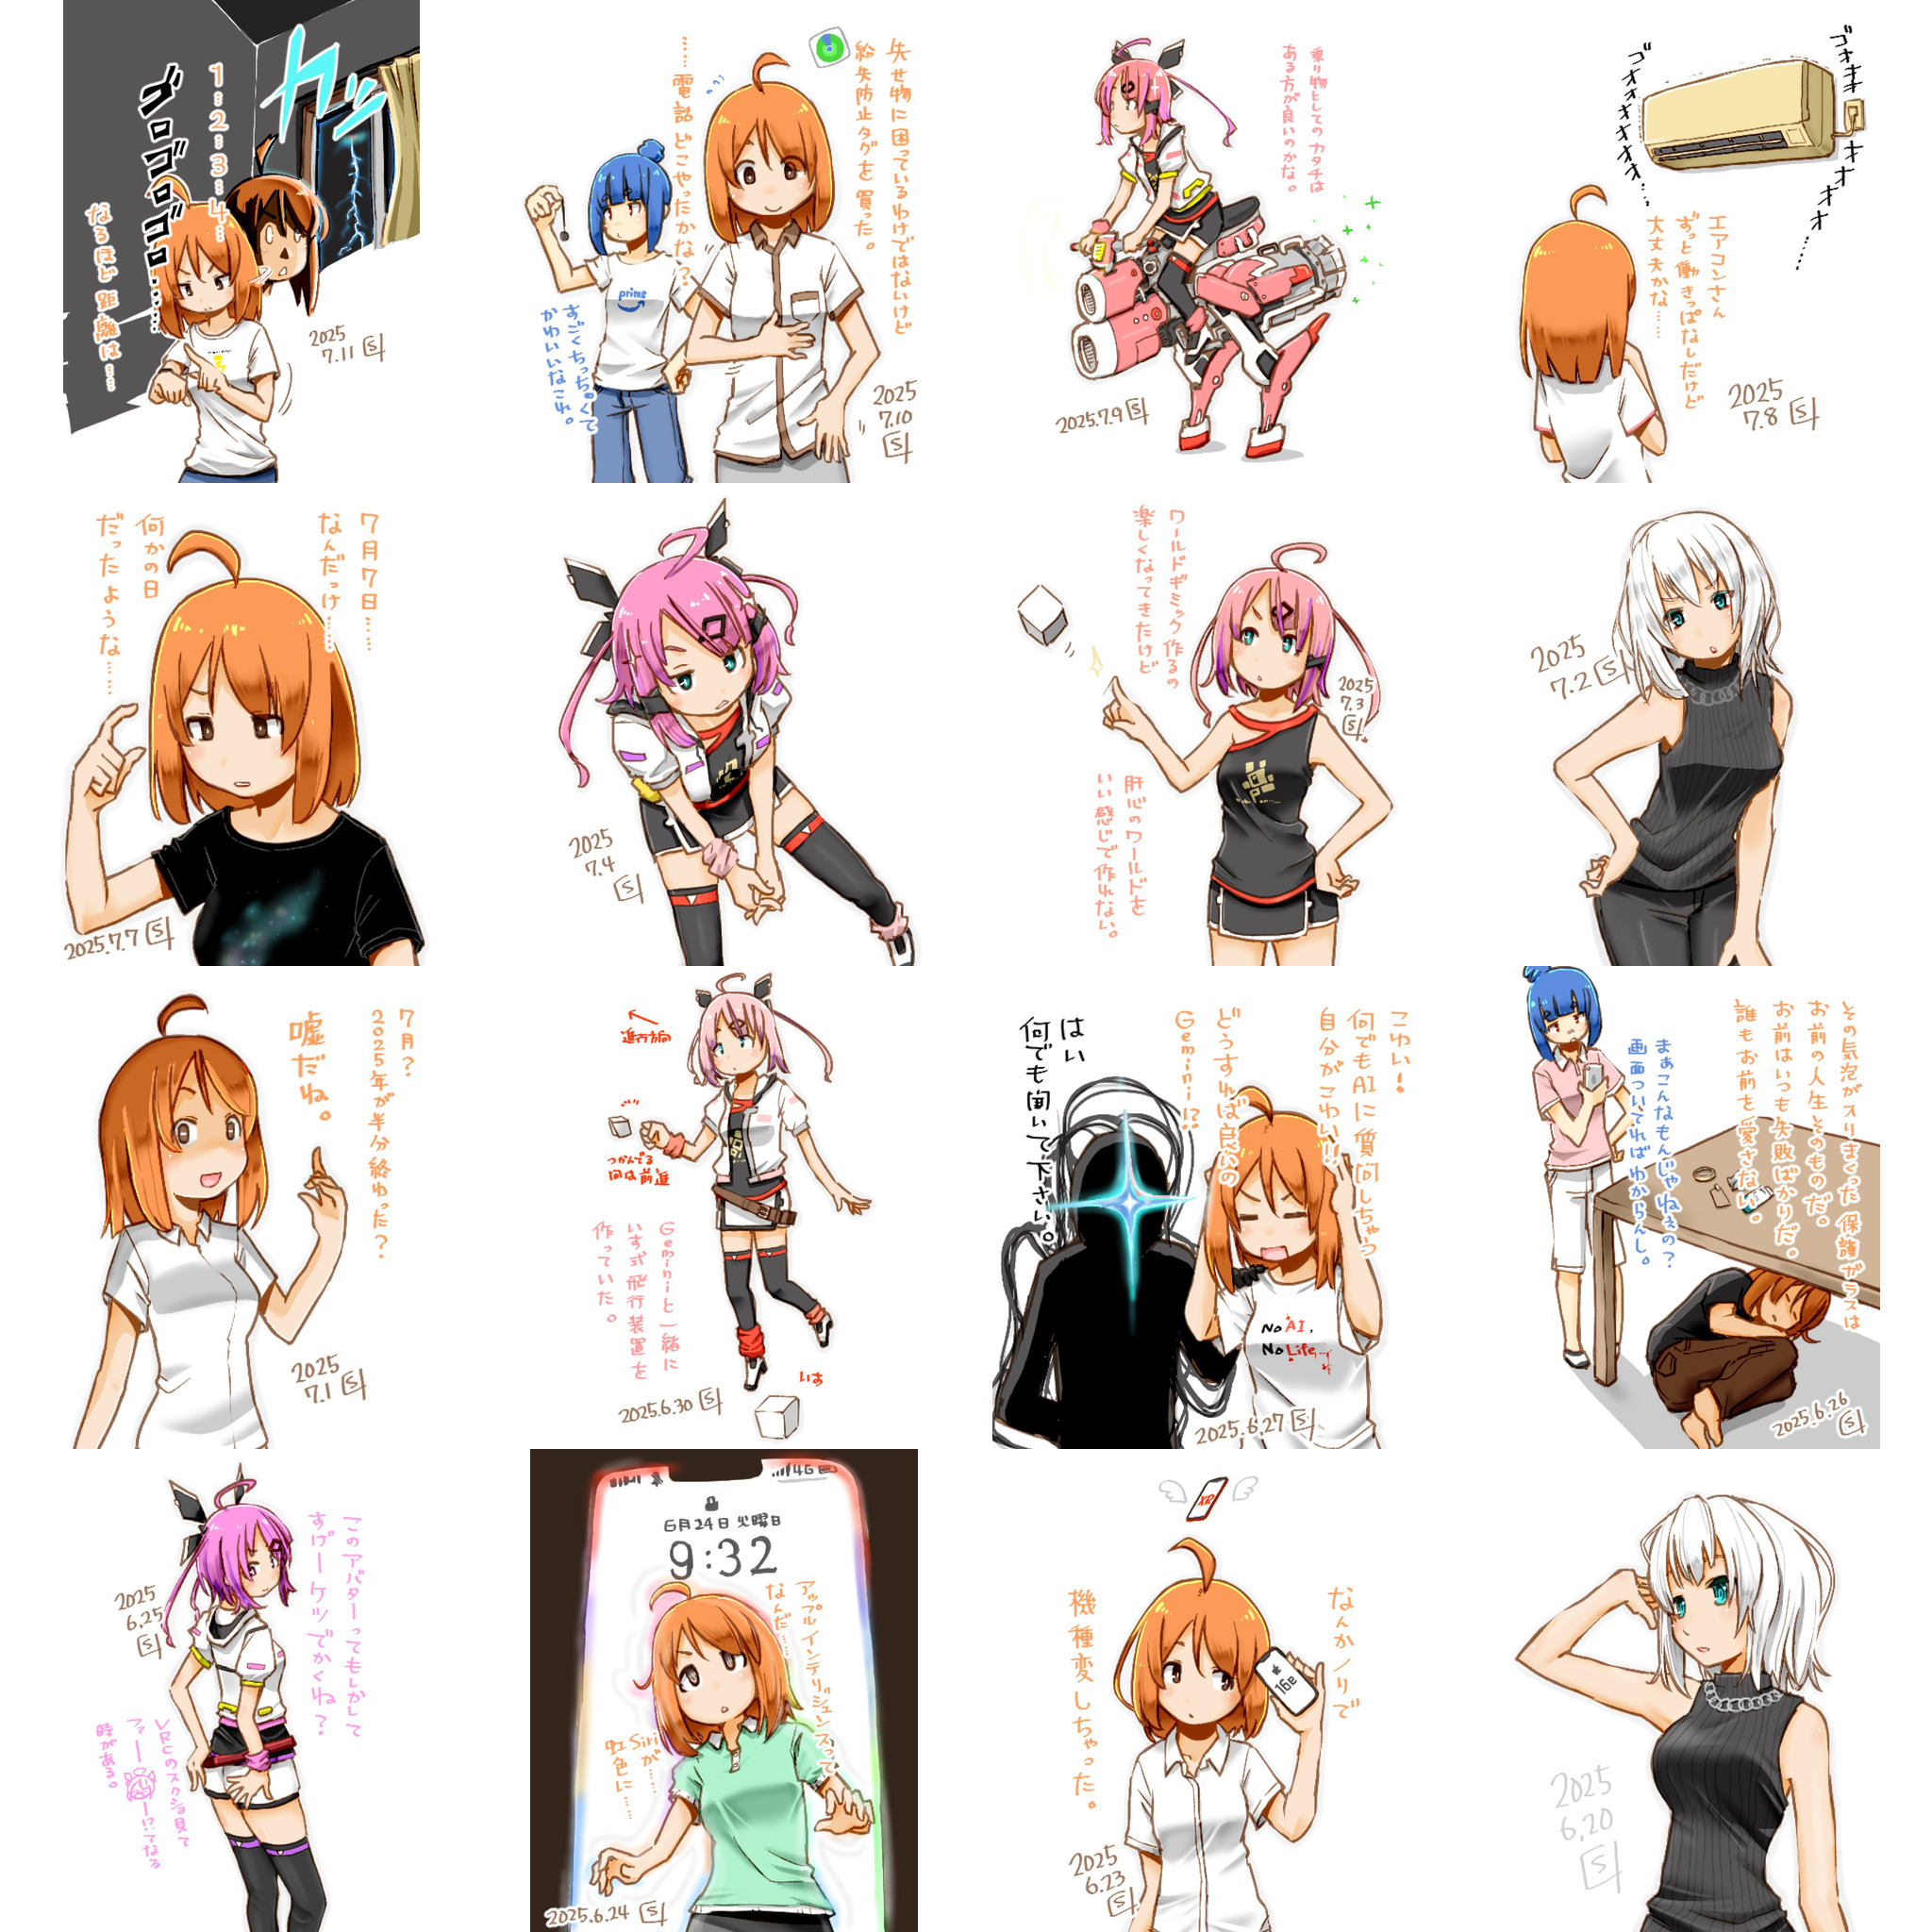 カッ
1…2…3…4…
ゴロゴロゴロ……
なるほど 距離は……
2025
7.11
失せ物に困っているわけではないけど
紛失防止タグを買った。
……電話どこやったかな?
prime
すごくちっちゃくて
かわいいなこれ。
2025
7.10
乗り物としてのカタチは
ある方が良いのかな。
2025.7.9
エアコンさん
ずっと働きっぱなしだけど
大丈夫かな……
2025
7.8
7月7日……
なんだっけ……
何かの日
だったような……
2025.7.7
2025
7.4
ワールドギミック作るの
楽しくなってきたけど
肝心のワールドを
いい感じで作れない。
2025
7.3
2025
7.2
7月?
2025年が半分終わった?
嘘だね。
2025
7.1
進行方向
つかんでる
間は前進
Geminiと一緒に
いす式飛行装置を
作っていた。
いす
2025.6.30
こわい!
何でもAIに質問しちゃう
自分がこわい!!
どうすれば良いの
Gemini!?
はい
何でも聞いて下さい。
No AI,
No Life...
2025.6.27
その気泡が入りまくった保護ガラスは
お前の人生そのものだ。
お前はいつも失敗ばかりだ。
誰もお前を愛さない。
まぁこんなもんじゃねぇの?
画面ついてればわからんし。
2025.6.26
このアバターってもしかして
すげーケツでかくね?
VRCのスクショ見て
ファー
ー!?てなる
時がある。
2025
6.25
4G
6月24日 火曜日
9:32
アップルインテリジェンスって
なんだ……
Siriが……
虹色に……
2025.6.24
XR
16e
なんかノリで
機種変しちゃった。
2025
6.23
2025
6.20